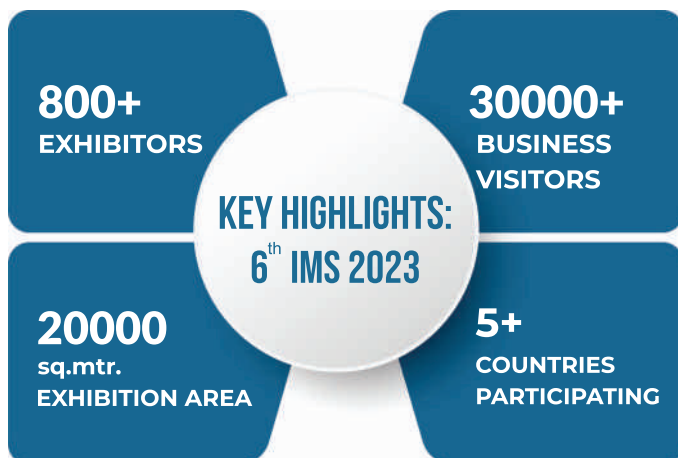 800+
EXHIBITORS
30000+
BUSINESS
VISITORS
KEY HIGHLIGHTS:
6th IMS 2023
20000
sq.mtr.
EXHIBITION AREA
5+
COUNTRIES
PARTICIPATING